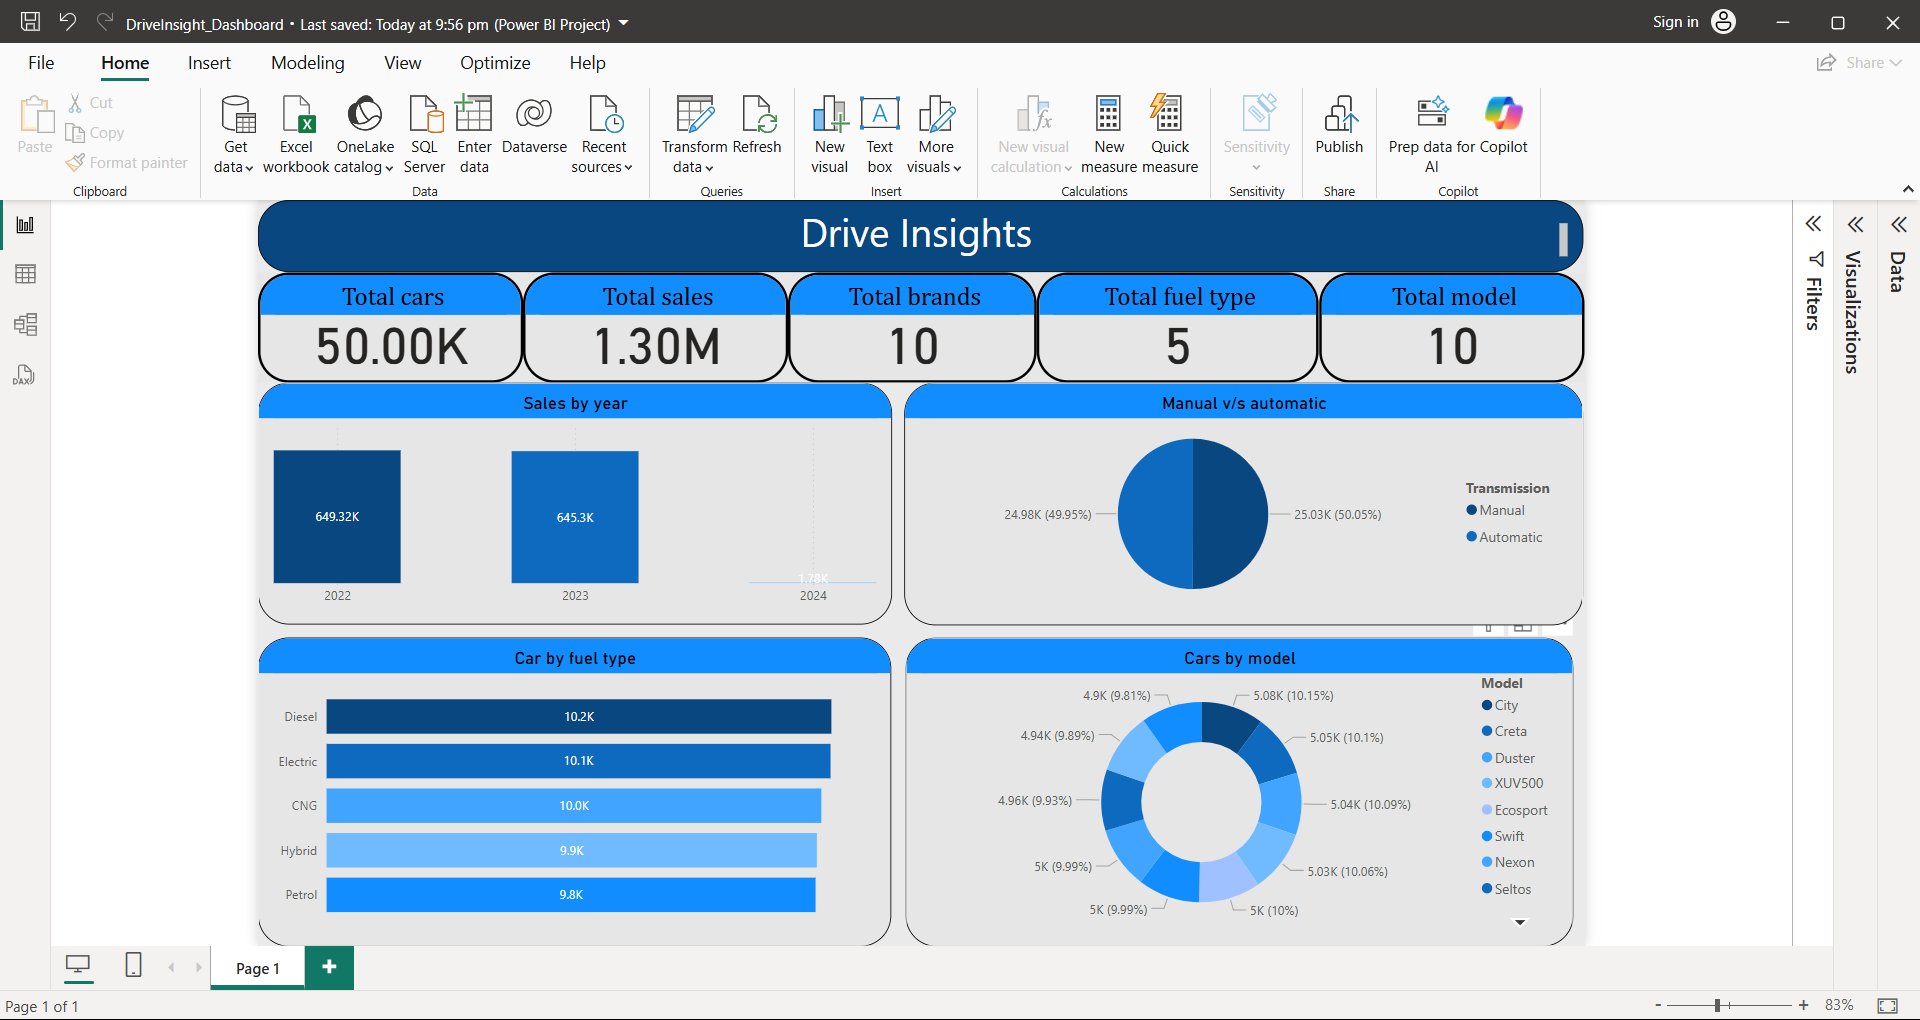 DriveInsight_Dashboard • Last saved: Today at 9:56 pm (Power BI Project)
Sign in
File Home Insert Modeling View Optimize Help
Share
Paste
Cut
Copy
Format painter
Clipboard
Get data
Excel workbook
OneLake catalog
SQL Server
Enter data
Dataverse
Recent sources
Data
Transform data
Refresh
Queries
New visual
Text box
More visuals
Insert
New visual calculation
New measure
Quick measure
Calculations
Sensitivity
Sensitivity
Publish
Share
Prep data for AI
Copilot
Copilot
DAX
Drive Insights
Total cars
50.00K
Total sales
1.30M
Total brands
10
Total fuel type
5
Total model
10
Sales by year
649.32K
645.3K
1.78K
2022
2023
2024
Manual v/s automatic
24.98K (49.95%)
25.03K (50.05%)
Transmission
Manual
Automatic
Car by fuel type
Diesel 10.2K
Electric 10.1K
CNG 10.0K
Hybrid 9.9K
Petrol 9.8K
Cars by model
4.9K (9.81%)
5.08K (10.15%)
4.94K (9.89%)
5.05K (10.1%)
4.96K (9.93%)
5.04K (10.09%)
5K (9.99%)
5.03K (10.06%)
5K (9.99%)
5K (10%)
Model
City
Creta
Duster
XUV500
Ecosport
Swift
Nexon
Seltos
Filters
Visualizations
Data
Page 1
Page 1 of 1
- + 83%